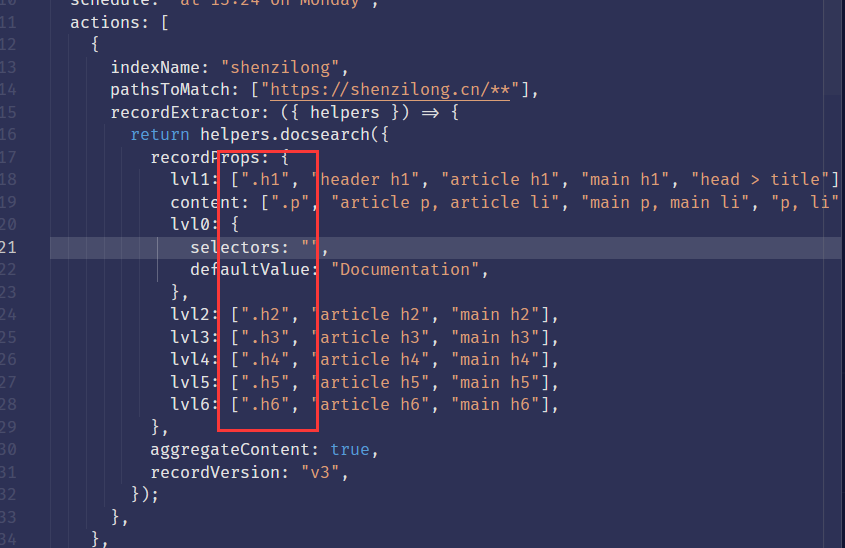 10 schedule: "at 15:24 on Monday",
11 actions: [
12 {
13 indexName: "shenzilong",
14 pathsToMatch: ["https://shenzilong.cn/**"],
15 recordExtractor: ({ helpers }) => {
16 return helpers.docsearch({
17 recordProps: {
18 lvl1: [".h1", "header h1", "article h1", "main h1", "head > title"]
19 content: [".p", "article p, article li", "main p, main li", "p, li"
20 lvl0: {
21 selectors: "",
22 defaultValue: "Documentation",
23 },
24 lvl2: [".h2", "article h2", "main h2"],
25 lvl3: [".h3", "article h3", "main h3"],
26 lvl4: [".h4", "article h4", "main h4"],
27 lvl5: [".h5", "article h5", "main h5"],
28 lvl6: [".h6", "article h6", "main h6"],
29 },
30 aggregateContent: true,
31 recordVersion: "v3",
32 });
33 },
34 },